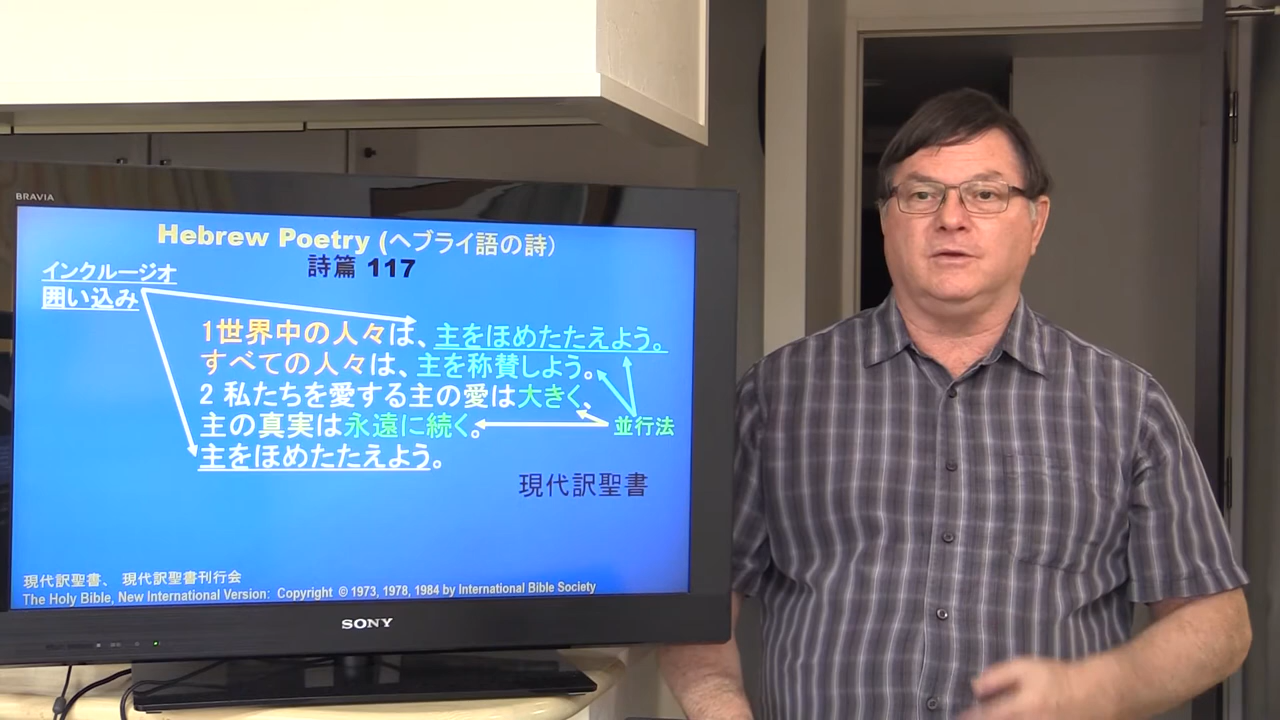 BRAVIA
Hebrew Poetry (ヘブライ語の詩)
詩篇 117
インクルージオ
囲い込み
1世界中の人々は、主をほめたたえよう。
すべての人々は、主を称賛しよう。
2 私たちを愛する主の愛は大きく、
主の真実は永遠に続く。
並行法
主をほめたたえよう。
現代訳聖書
現代訳聖書、 現代訳聖書刊行会
The Holy Bible, New International Version: Copyright © 1973, 1978, 1984 by International Bible Society
SONY